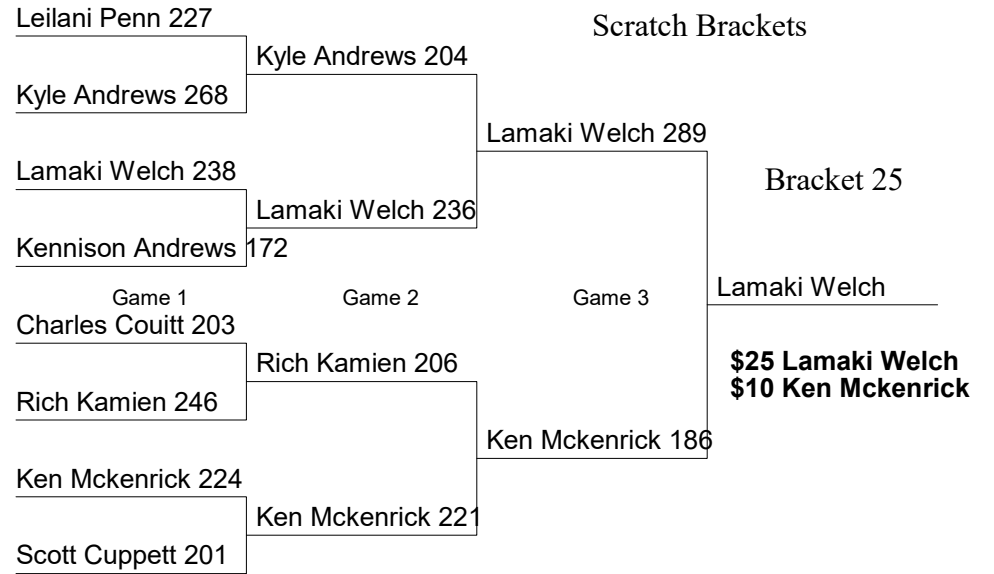 Leilani Penn 227
Scratch Brackets
Kyle Andrews 204
Kyle Andrews 268
Lamaki Welch 289
Lamaki Welch 238
Bracket 25
Lamaki Welch 236
Kennison Andrews 172
Game 1
Game 2
Game 3
Lamaki Welch
Charles Couitt 203
Rich Kamien 206
$25 Lamaki Welch
$10 Ken Mckenrick
Rich Kamien 246
Ken Mckenrick 186
Ken Mckenrick 224
Ken Mckenrick 221
Scott Cuppett 201